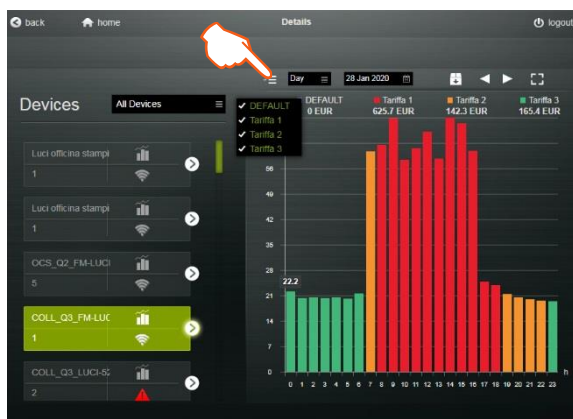 back
home
Details
logout
Day
28 Jan 2020
Devices
All Devices
DEFAULT
0 EUR
Tariffa 1
625.7 EUR
Tariffa 2
142.3 EUR
Tariffa 3
165.4 EUR
DEFAULT
Tariffa 1
Tariffa 2
Tariffa 3
Luci officina stampi
1
Luci officina stampi
1
OCS_Q2_FM-LUCI
5
COLL_Q3_FM-LUC
1
COLL_Q3_LUCI-52
2
56
49
42
35
28
22.2
21
14
7
0
0 1 2 3 4 5 6 7 8 9 10 11 12 13 14 15 16 17 18 19 20 21 22 23 h